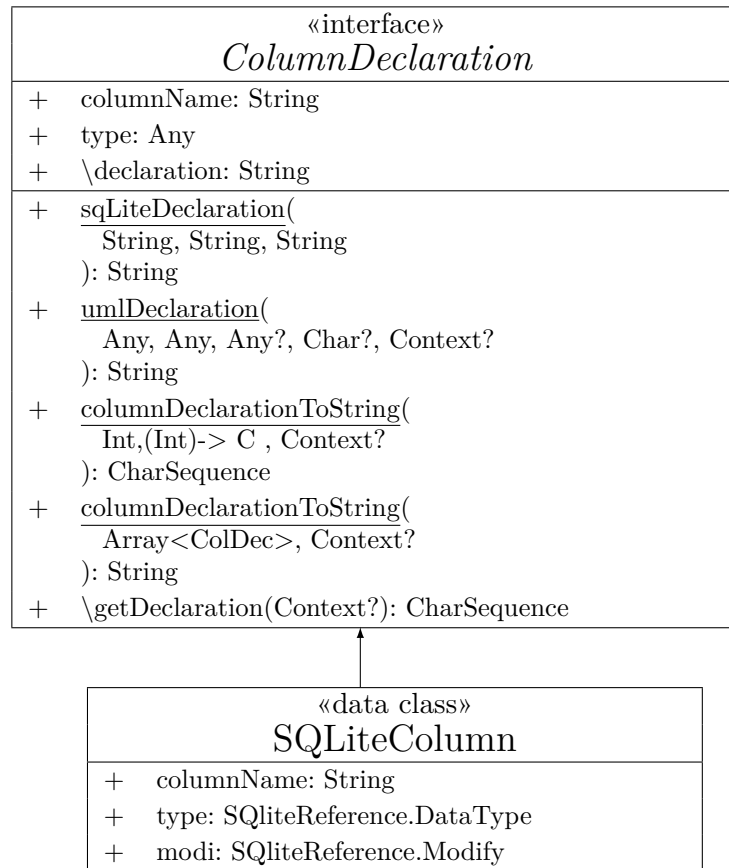 «interface»
ColumnDeclaration
+ columnName: String
+ type: Any
+ \declaration: String
+ sqLiteDeclaration(
String, String, String
): String
+ umlDeclaration(
Any, Any, Any?, Char?, Context?
): String
+ columnDeclarationToString(
Int,(Int)-> C , Context?
): CharSequence
+ columnDeclarationToString(
Array<ColDec>, Context?
): String
+ \getDeclaration(Context?): CharSequence
«data class»
SQLiteColumn
+ columnName: String
+ type: SQliteReference.DataType
+ modi: SQliteReference.Modify